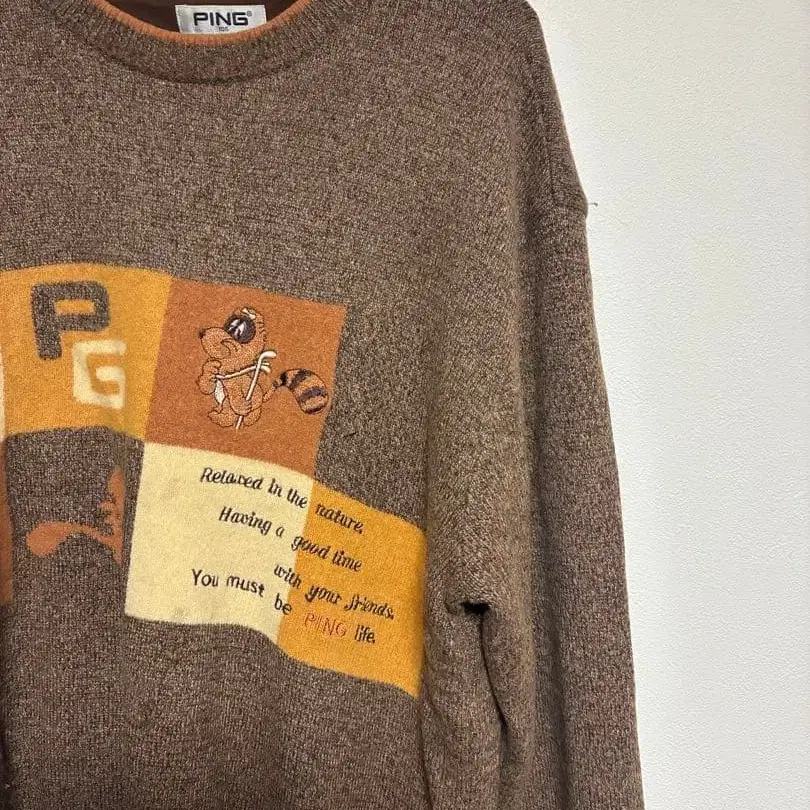 PING®
P
G
Relaxed in the nature.
Having a good time
with your friends.
You must be PING life.